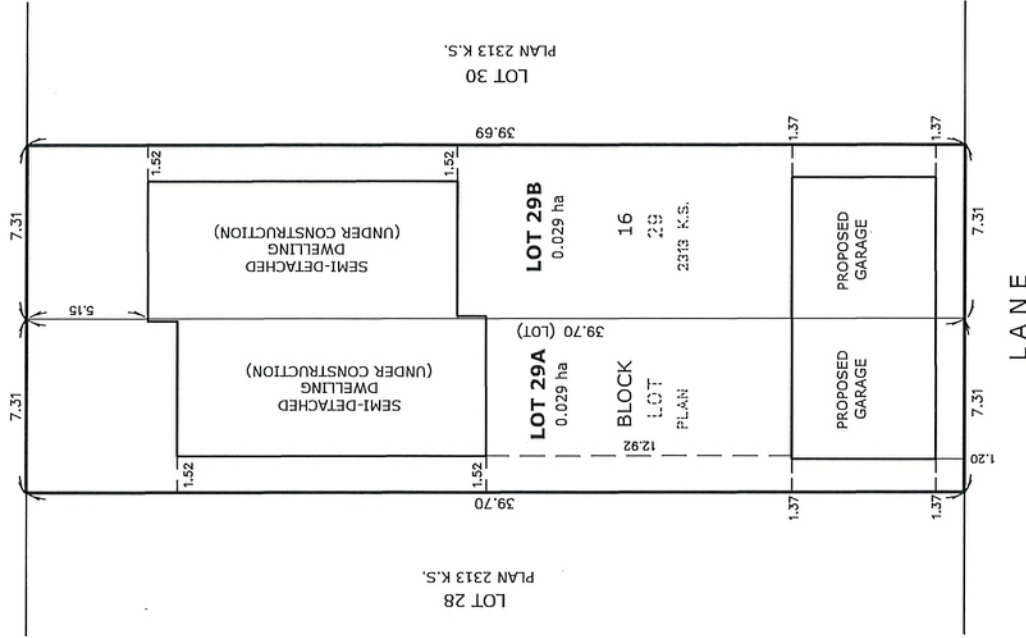 PLAN 2313 K.S.
LOT 30
7.31
39.69
1.52
1.52
1.37
1.37
SEMI-DETACHED
DWELLING
(UNDER CONSTRUCTION)
LOT 29B
0.029 ha
PROPOSED
GARAGE
7.31
5.15
39.70 (LOT)
7.31
SEMI-DETACHED
DWELLING
(UNDER CONSTRUCTION)
LOT 29A
0.029 ha
BLOCK 16
LOT 29
PLAN 2313 K.S.
12.92
PROPOSED
GARAGE
7.31
1.20
1.52
1.52
39.70
1.37
1.37
LANE
PLAN 2313 K.S.
LOT 28